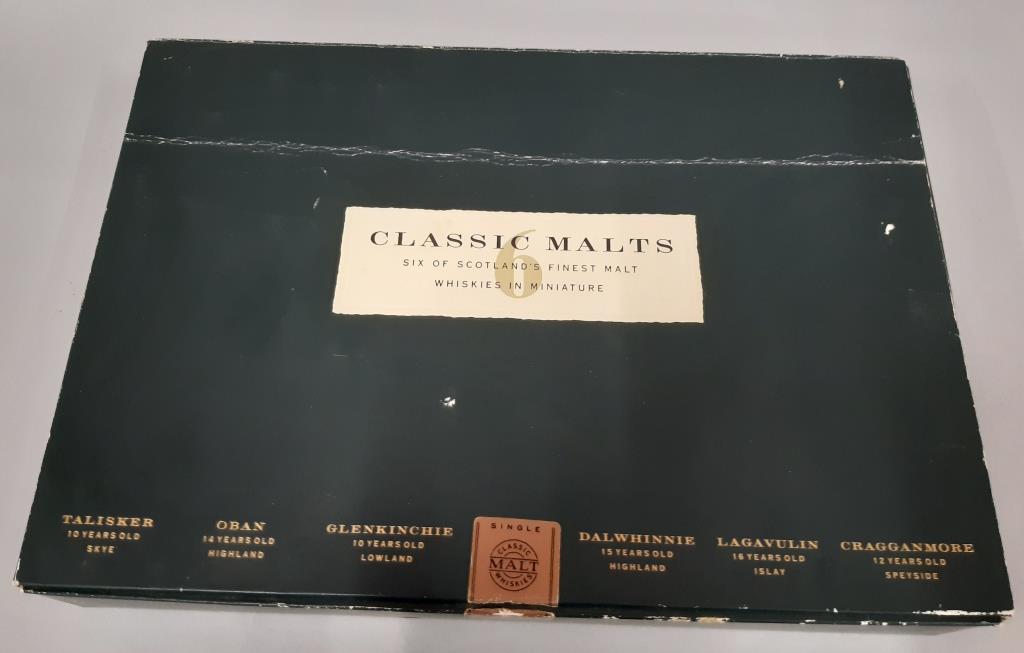 CLASSIC MALTS
6
SIX OF SCOTLAND'S FINEST MALT
WHISKIES IN MINIATURE
TALISKER
10 YEARS OLD
SKYE
OBAN
14 YEARS OLD
HIGHLAND
GLENKINCHIE
10 YEARS OLD
LOWLAND
SINGLE
CLASSIC
MALT
WHISKIES
DALWHINNIE
15 YEARS OLD
HIGHLAND
LAGAVULIN
16 YEARS OLD
ISLAY
CRAGGANMORE
12 YEARS OLD
SPEYSIDE